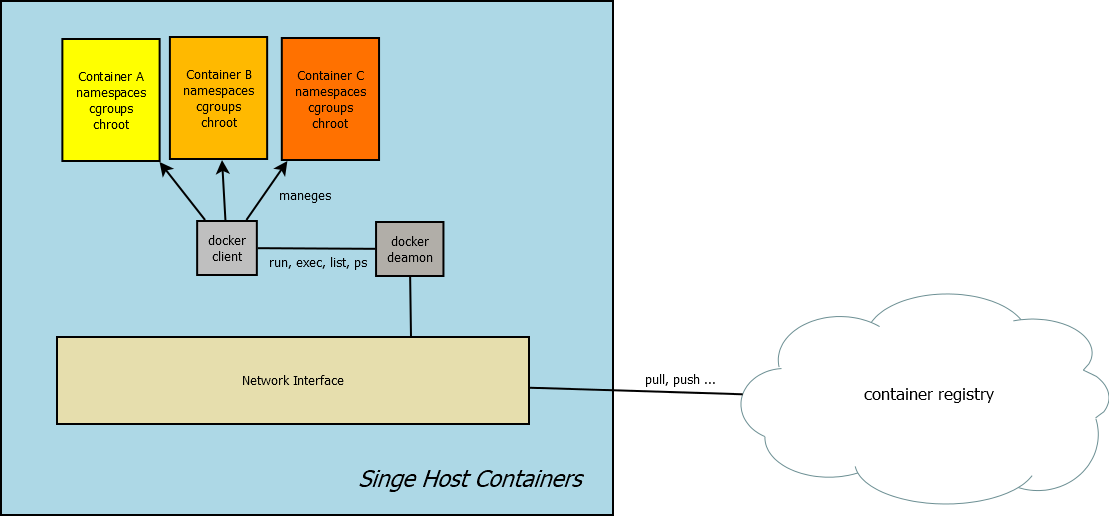 Container A
namespaces
cgroups
chroot
Container B
namespaces
cgroups
chroot
Container C
namespaces
cgroups
chroot
maneges
docker
client
docker
deamon
run, exec, list, ps
Network Interface
pull, push ...
container registry
Singe Host Containers